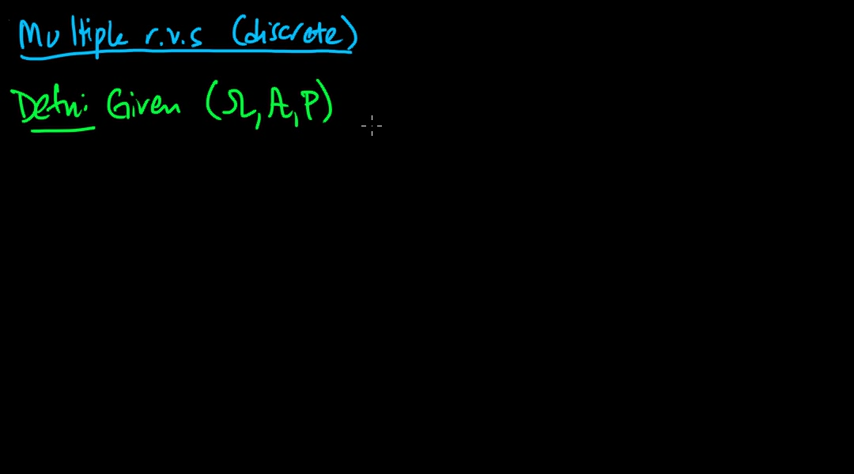 Multiple r.v.s (discrete)
Defn: Given (Ω, A, P)